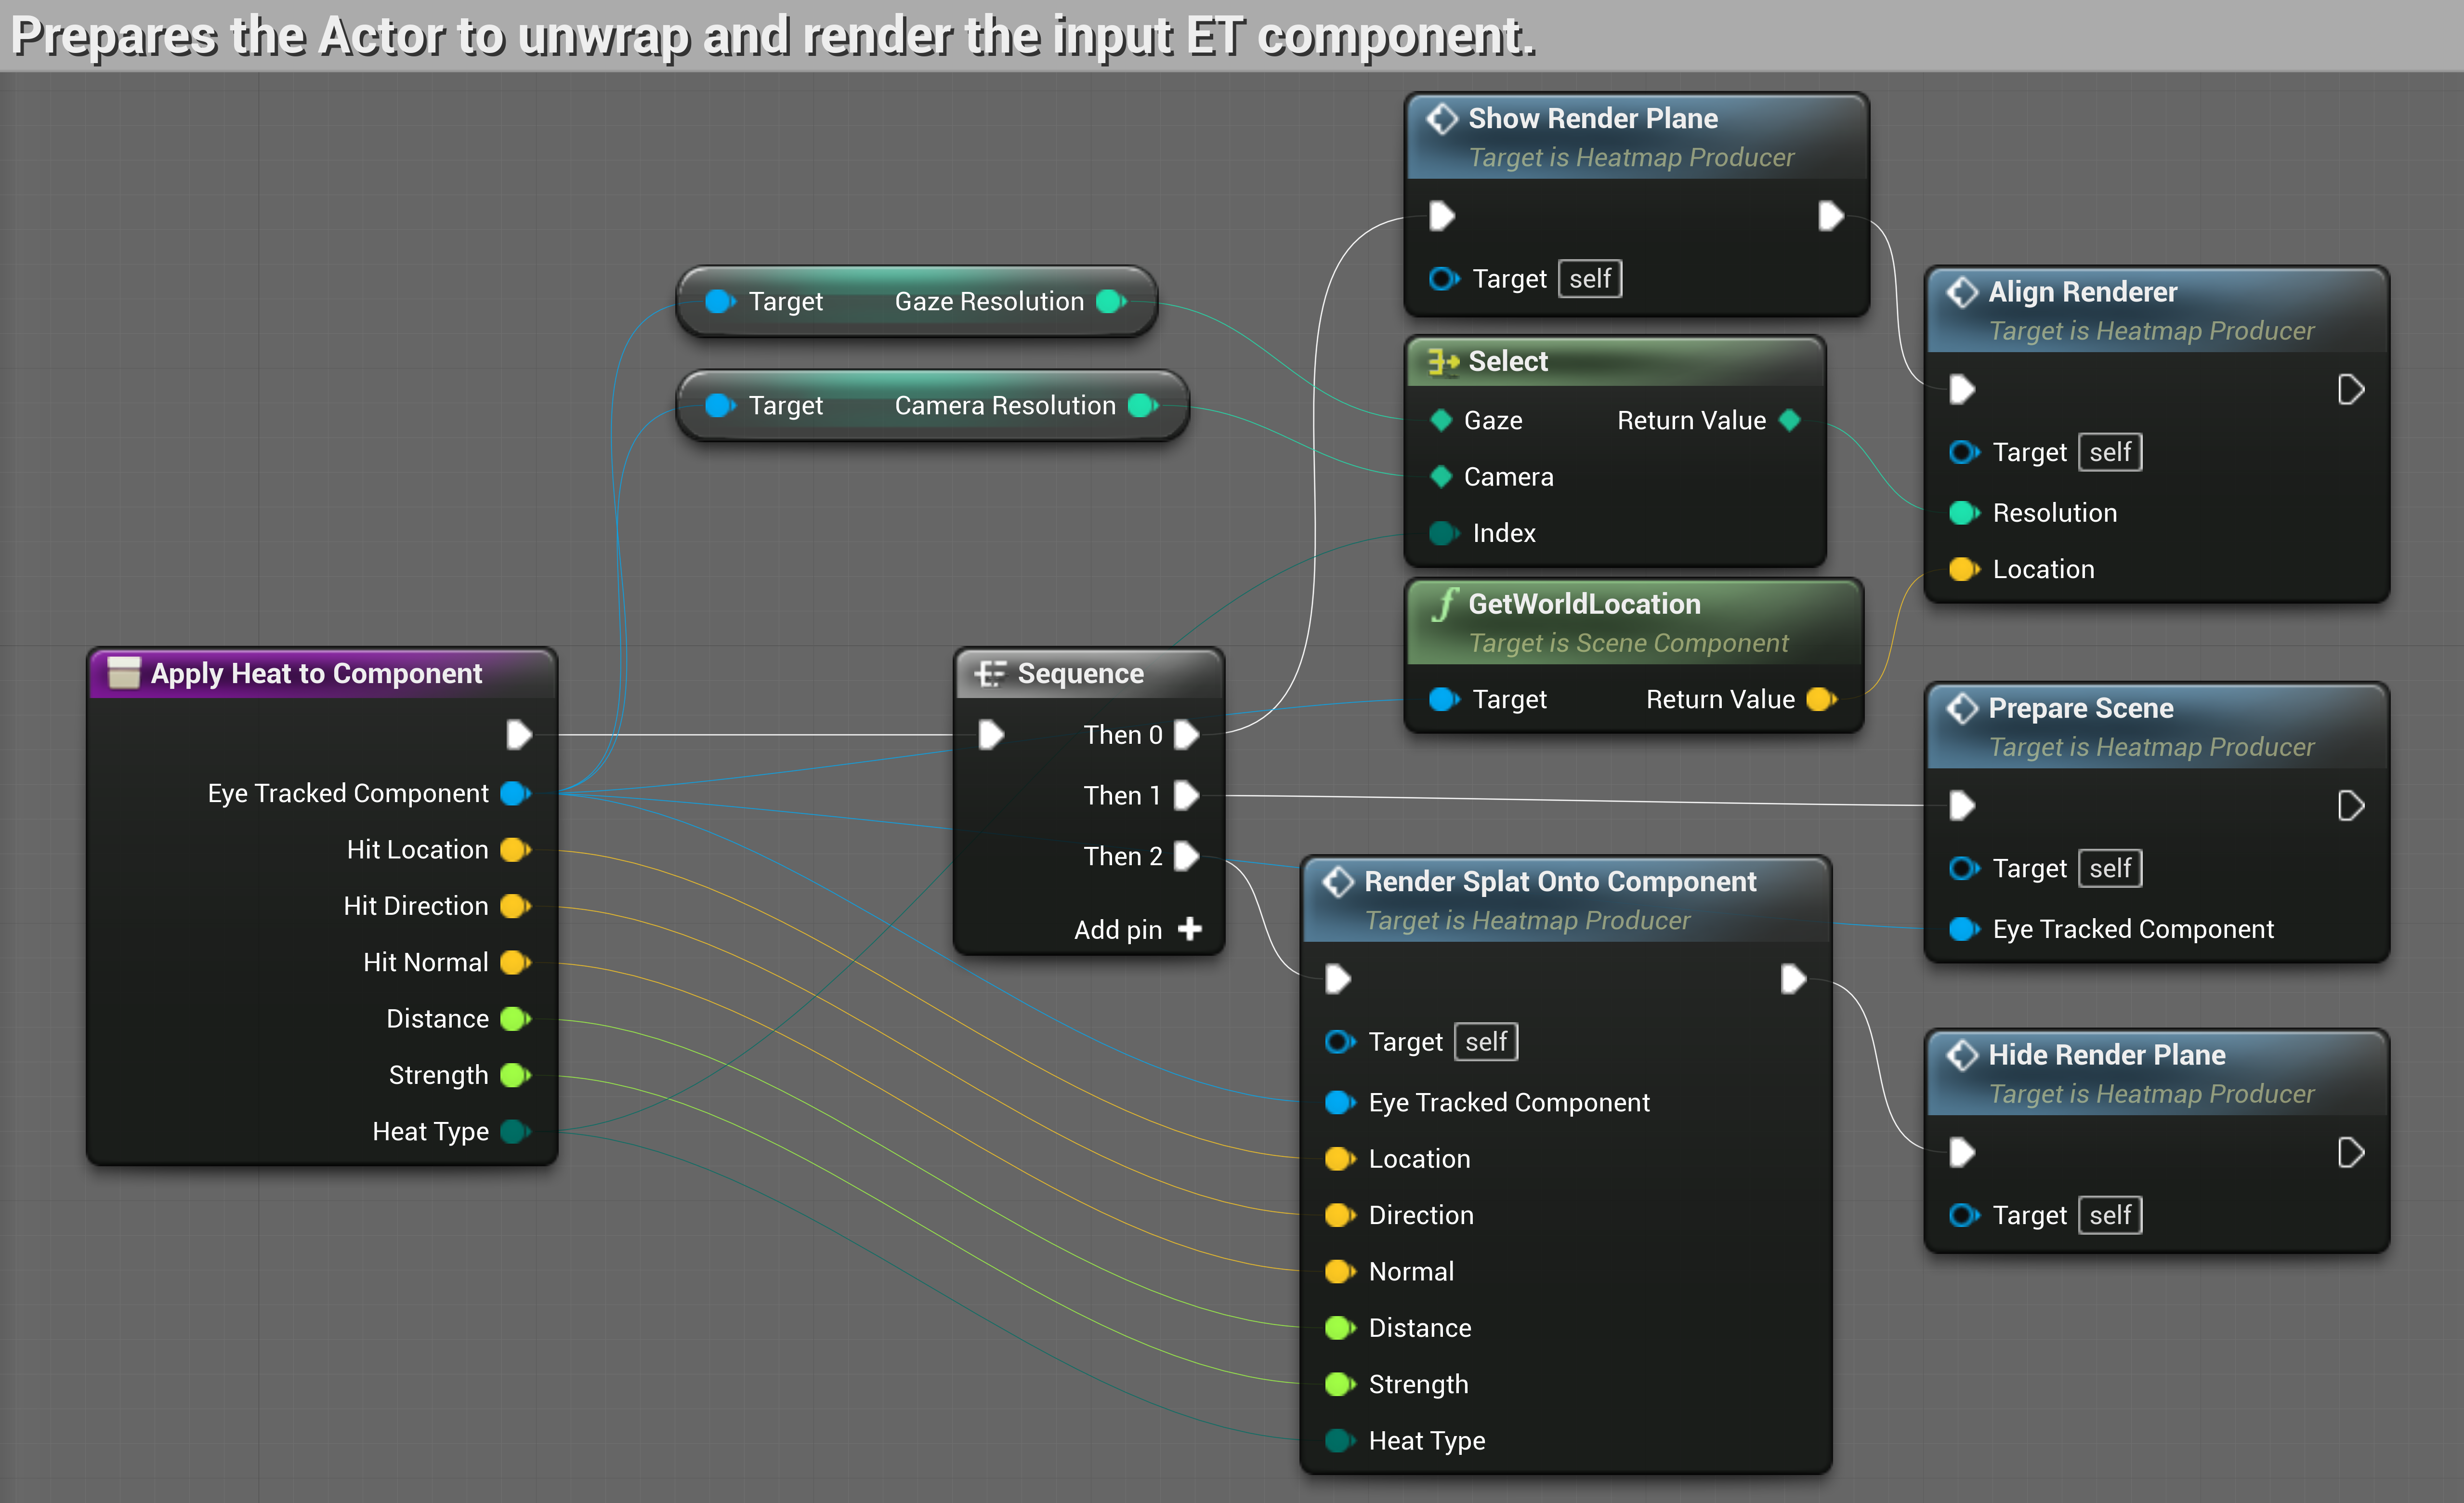 Prepares the Actor to unwrap and render the input ET component.
Show Render Plane
Target is Heatmap Producer
Target self
Target Gaze Resolution
Target Camera Resolution
Select
Gaze Return Value
Camera
Index
Align Renderer
Target is Heatmap Producer
Target self
Resolution
Location
GetWorldLocation
Target is Scene Component
Target Return Value
Apply Heat to Component
Eye Tracked Component
Hit Location
Hit Direction
Hit Normal
Distance
Strength
Heat Type
Sequence
Then 0
Then 1
Then 2
Add pin
Prepare Scene
Target is Heatmap Producer
Target self
Eye Tracked Component
Render Splat Onto Component
Target is Heatmap Producer
Target self
Eye Tracked Component
Location
Direction
Normal
Distance
Strength
Heat Type
Hide Render Plane
Target is Heatmap Producer
Target self